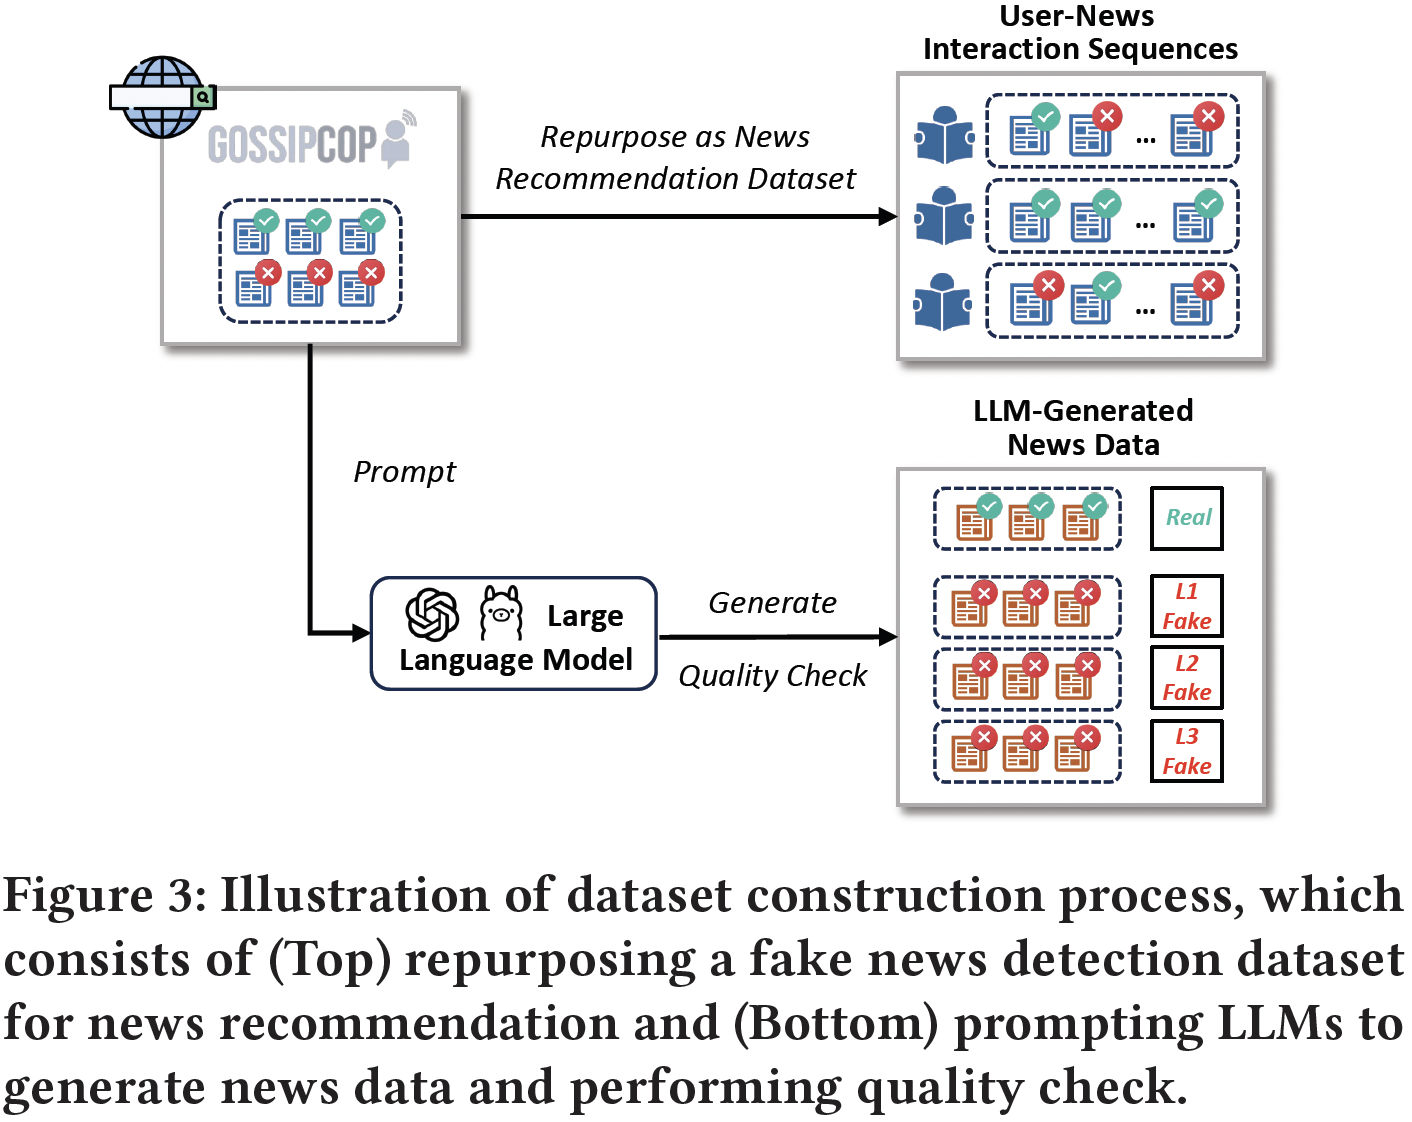 User-News
Interaction Sequences
GOSSIPCOP
Repurpose as News
Recommendation Dataset
...
...
...
LLM-Generated
News Data
Prompt
Real
L1
Fake
Generate
Large
Language Model
Quality Check
L2
Fake
L3
Fake
Figure 3: Illustration of dataset construction process, which
consists of (Top) repurposing a fake news detection dataset
for news recommendation and (Bottom) prompting LLMs to
generate news data and performing quality check.